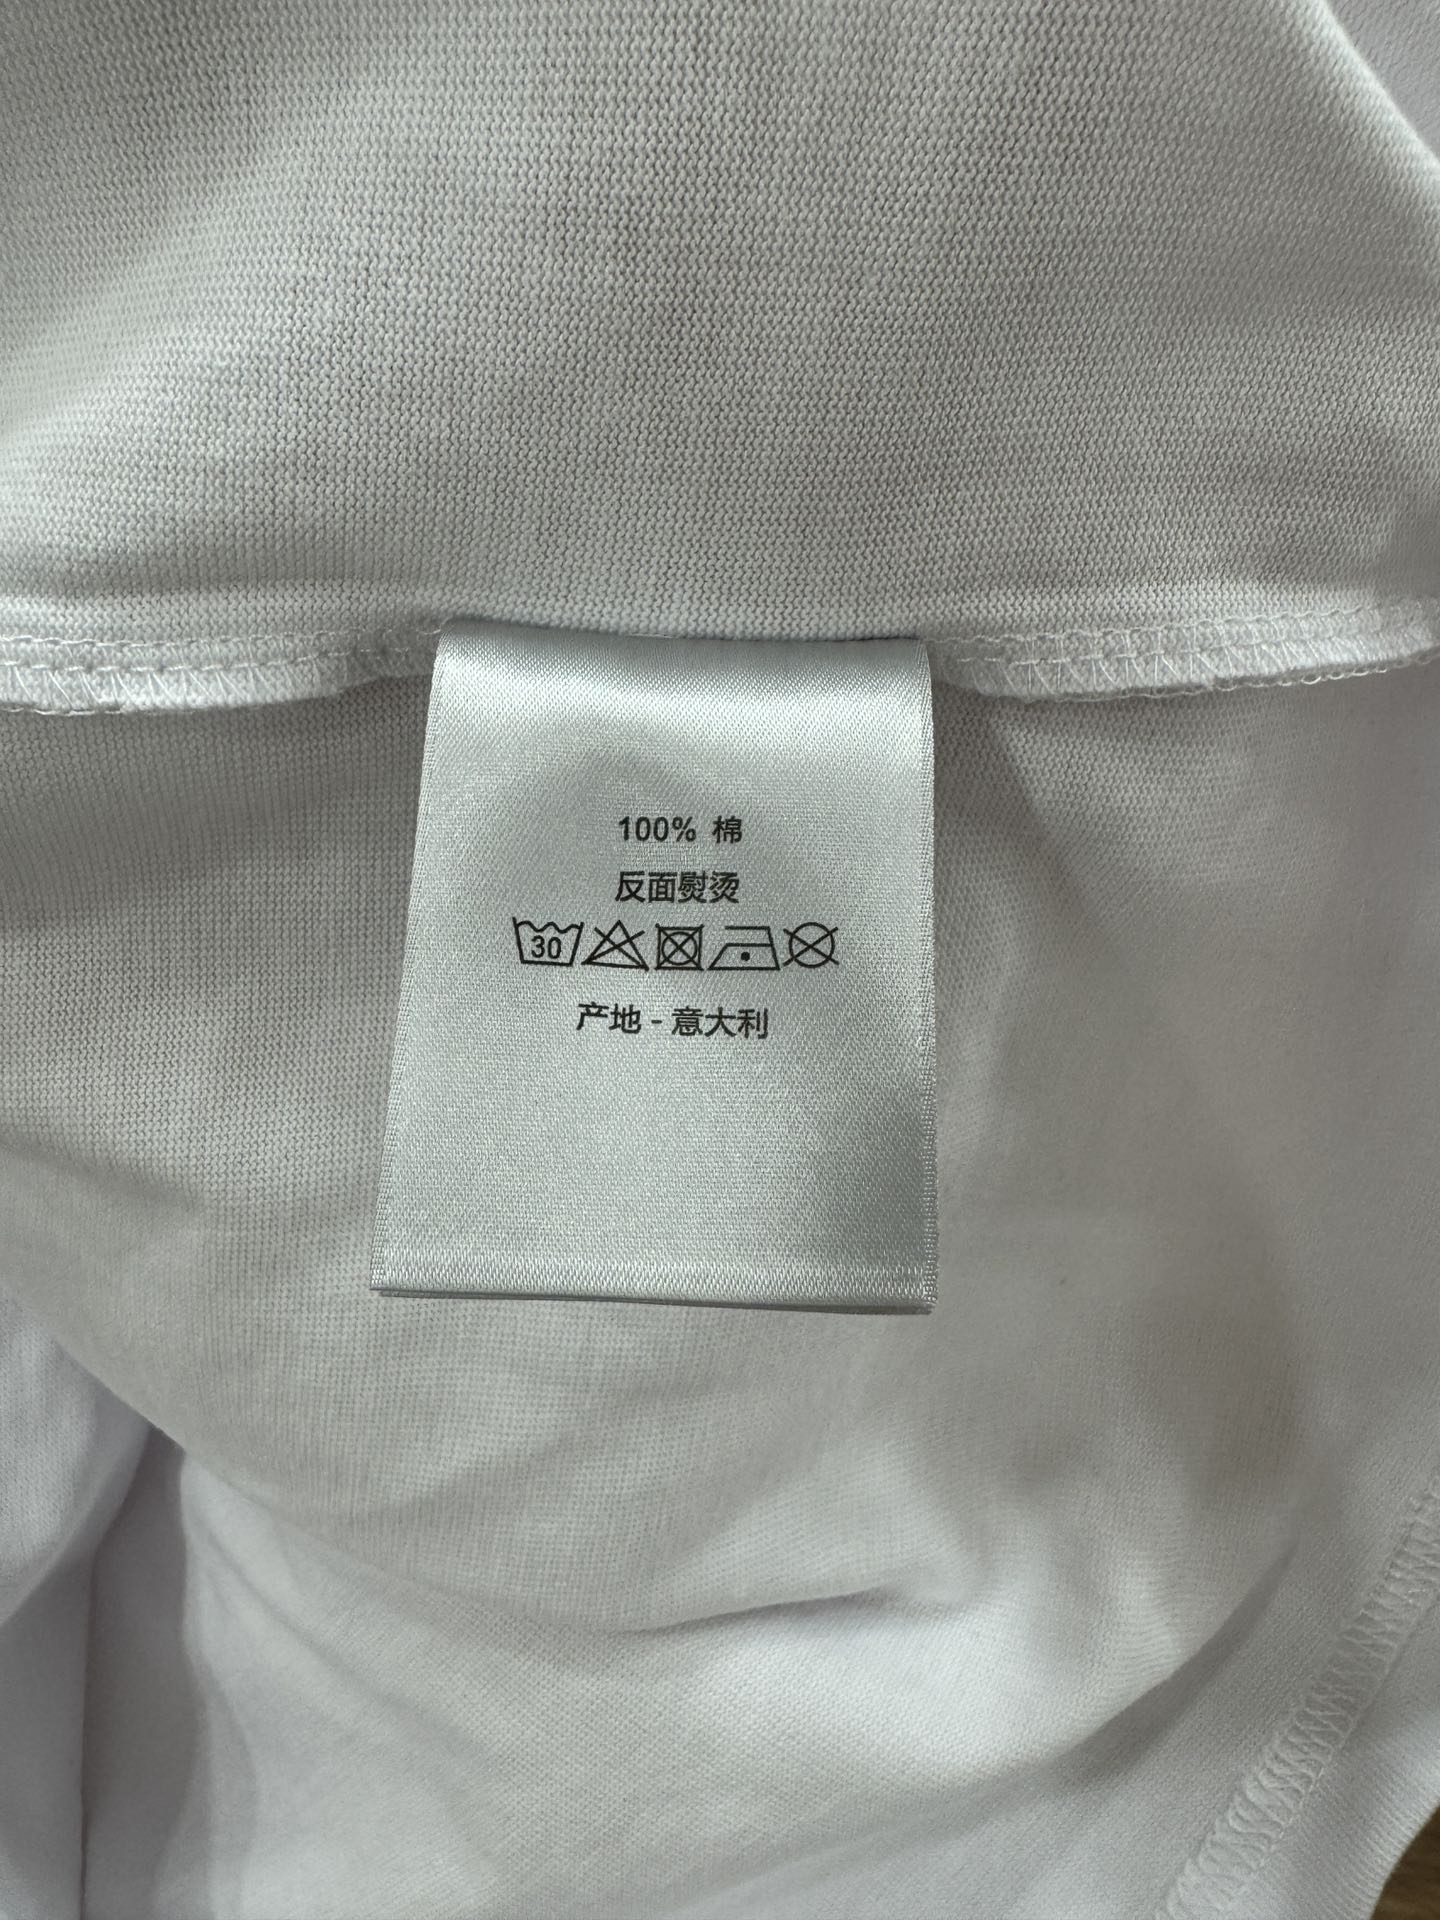 100% 棉
反面熨烫
30
产地 - 意大利